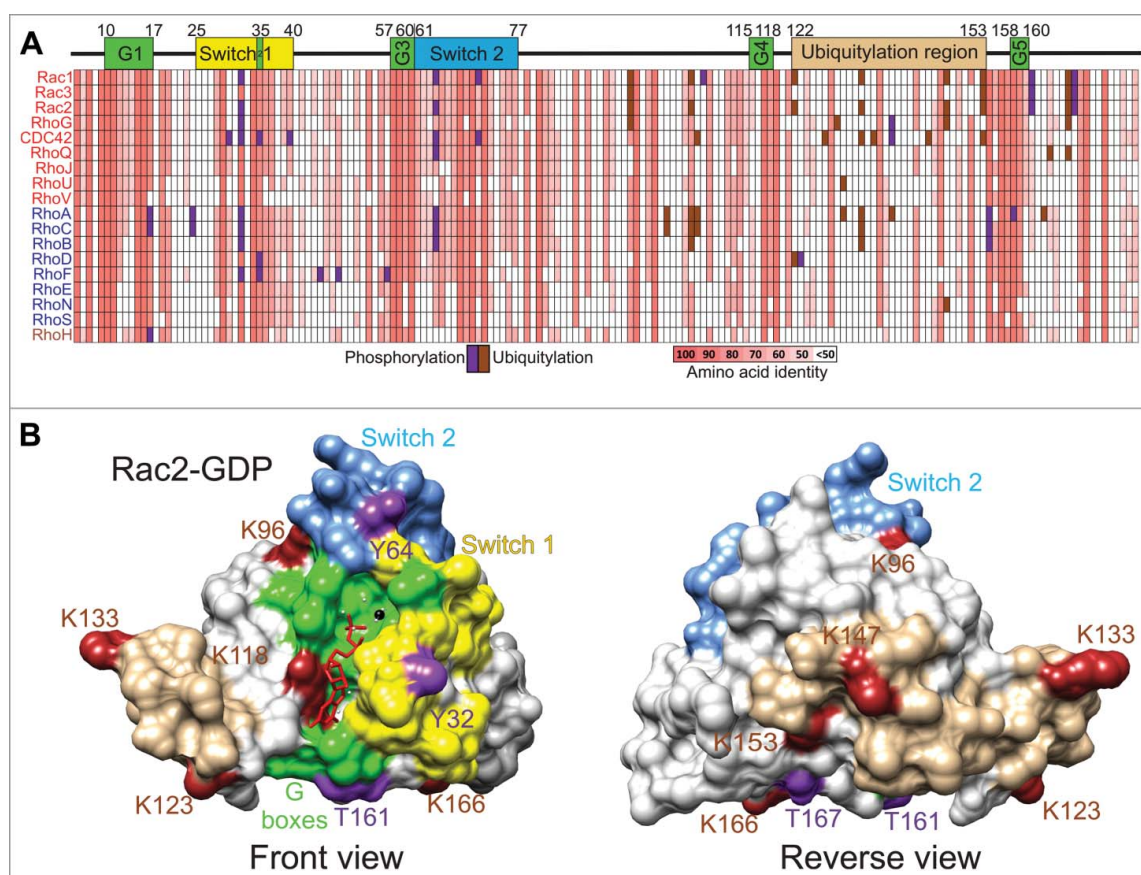 A
10 17 25 35 40 57 60 61 77 115 118 122 153 158 160
G1 Switch 1 G3 Switch 2 G4 Ubiquitylation region G5
Rac1
Rac3
Rac2
RhoG
CDC42
RhoQ
RhoJ
RhoU
RhoV
RhoA
RhoC
RhoB
RhoD
RhoF
RhoE
RhoN
RhoS
RhoH
Phosphorylation Ubiquitylation
100 90 80 70 60 50 <50
Amino acid identity
B
Switch 2
Rac2-GDP
Switch 2
K96
Y64
Switch 1
K96
K133
K118
K147
K133
Y32
K153
K123
G
boxes
T161
K166
K166
T167
T161
K123
Front view
Reverse view